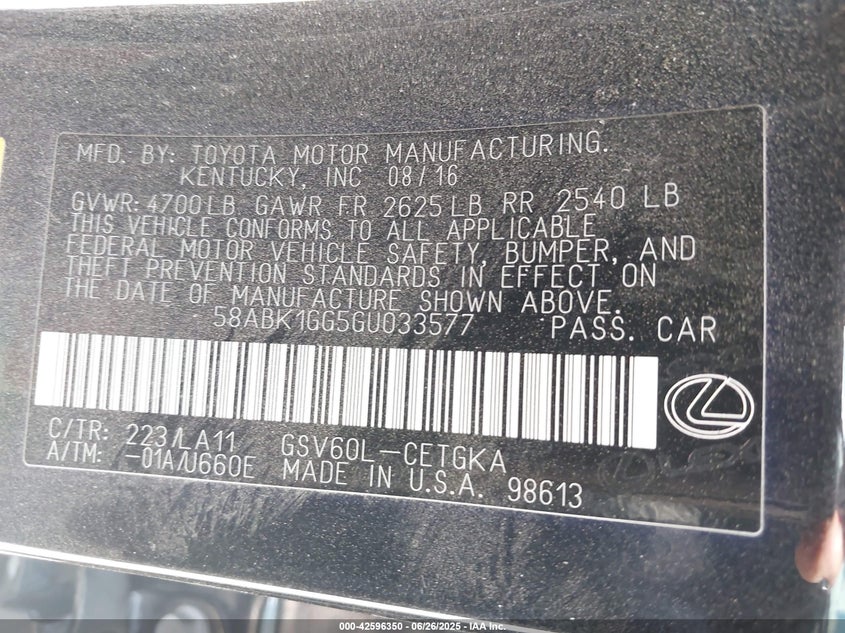 MFD. BY: TOYOTA MOTOR MANUFACTURING.
KENTUCKY, INC 08/16
GVWR: 4700LB GAWR FR 2625LB RR 2540 LB
THIS VEHICLE CONFORMS TO ALL APPLICABLE
FEDERAL MOTOR VEHICLE SAFETY, BUMPER, AND
THEFT PREVENTION STANDARDS IN EFFECT ON
THE DATE OF MANUFACTURE SHOWN ABOVE.
58ABK1GG5GU033577 PASS. CAR
C/TR: 223/LA11 GSV60L-CETGKA
A/TM: -01A/U660E MADE IN U.S.A. 98613
000-42596350 | 06/26/2025 | IAA Inc.